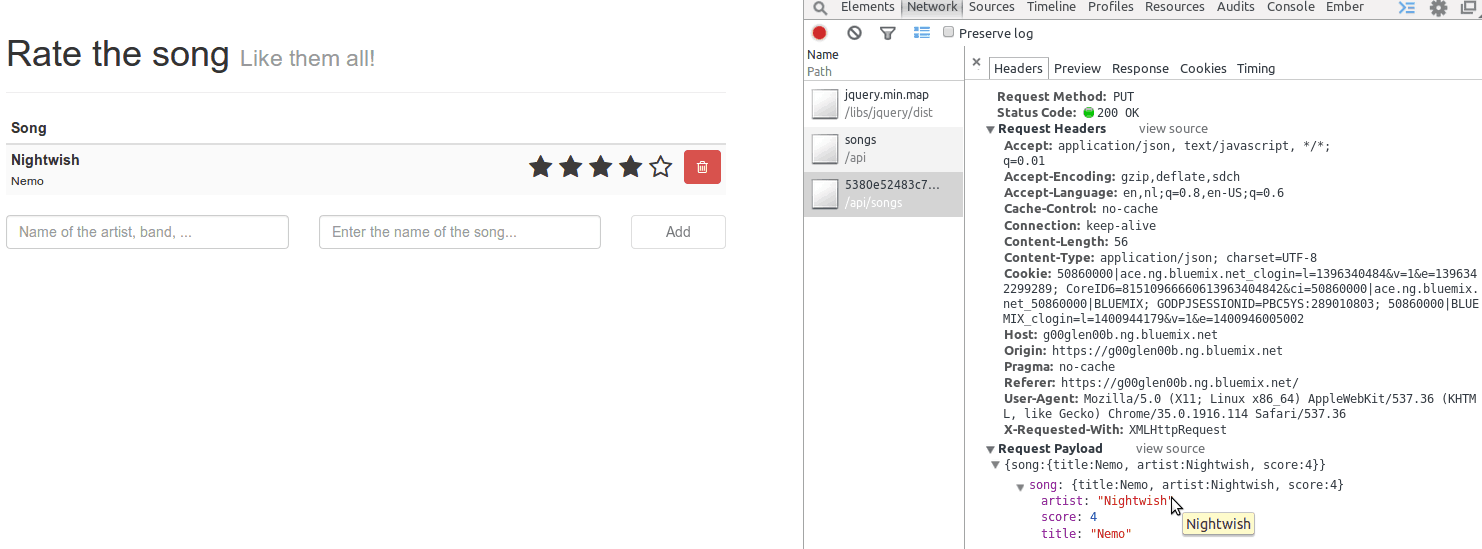 Rate the song Like them all!
Song
Nightwish
Nemo
Name of the artist, band, ...
Enter the name of the song...
Add
Elements Network Sources Timeline Profiles Resources Audits Console Ember
Preserve log
Name
Path
jquery.min.map
/libs/jquery/dist
songs
/api
5380e52483c7...
/api/songs
× Headers Preview Response Cookies Timing
Request Method: PUT
Status Code: 200 OK
Request Headers view source
Accept: application/json, text/javascript, */*;
q=0.01
Accept-Encoding: gzip,deflate,sdch
Accept-Language: en,nl;q=0.8,en-US;q=0.6
Cache-Control: no-cache
Connection: keep-alive
Content-Length: 56
Content-Type: application/json; charset=UTF-8
Cookie: 50860000|ace.ng.bluemix.net_clogin=l=1396340484&v=1&e=139634
2299289; CoreID6=81510966660613963404842&ci=50860000|ace.ng.bluemix.
net_50860000|BLUEMIX; GODPJSESSIONID=PBC5YS:289010803; 50860000|BLUE
MIX_clogin=l=1400944179&v=1&e=1400946005002
Host: g00glen00b.ng.bluemix.net
Origin: https://g00glen00b.ng.bluemix.net
Pragma: no-cache
Referer: https://g00glen00b.ng.bluemix.net/
User-Agent: Mozilla/5.0 (X11; Linux x86_64) AppleWebKit/537.36 (KHTM
L, like Gecko) Chrome/35.0.1916.114 Safari/537.36
X-Requested-With: XMLHttpRequest
Request Payload view source
{song:{title:Nemo, artist:Nightwish, score:4}}
song: {title:Nemo, artist:Nightwish, score:4}
artist: "Nightwish"
score: 4
title: "Nemo"
Nightwish